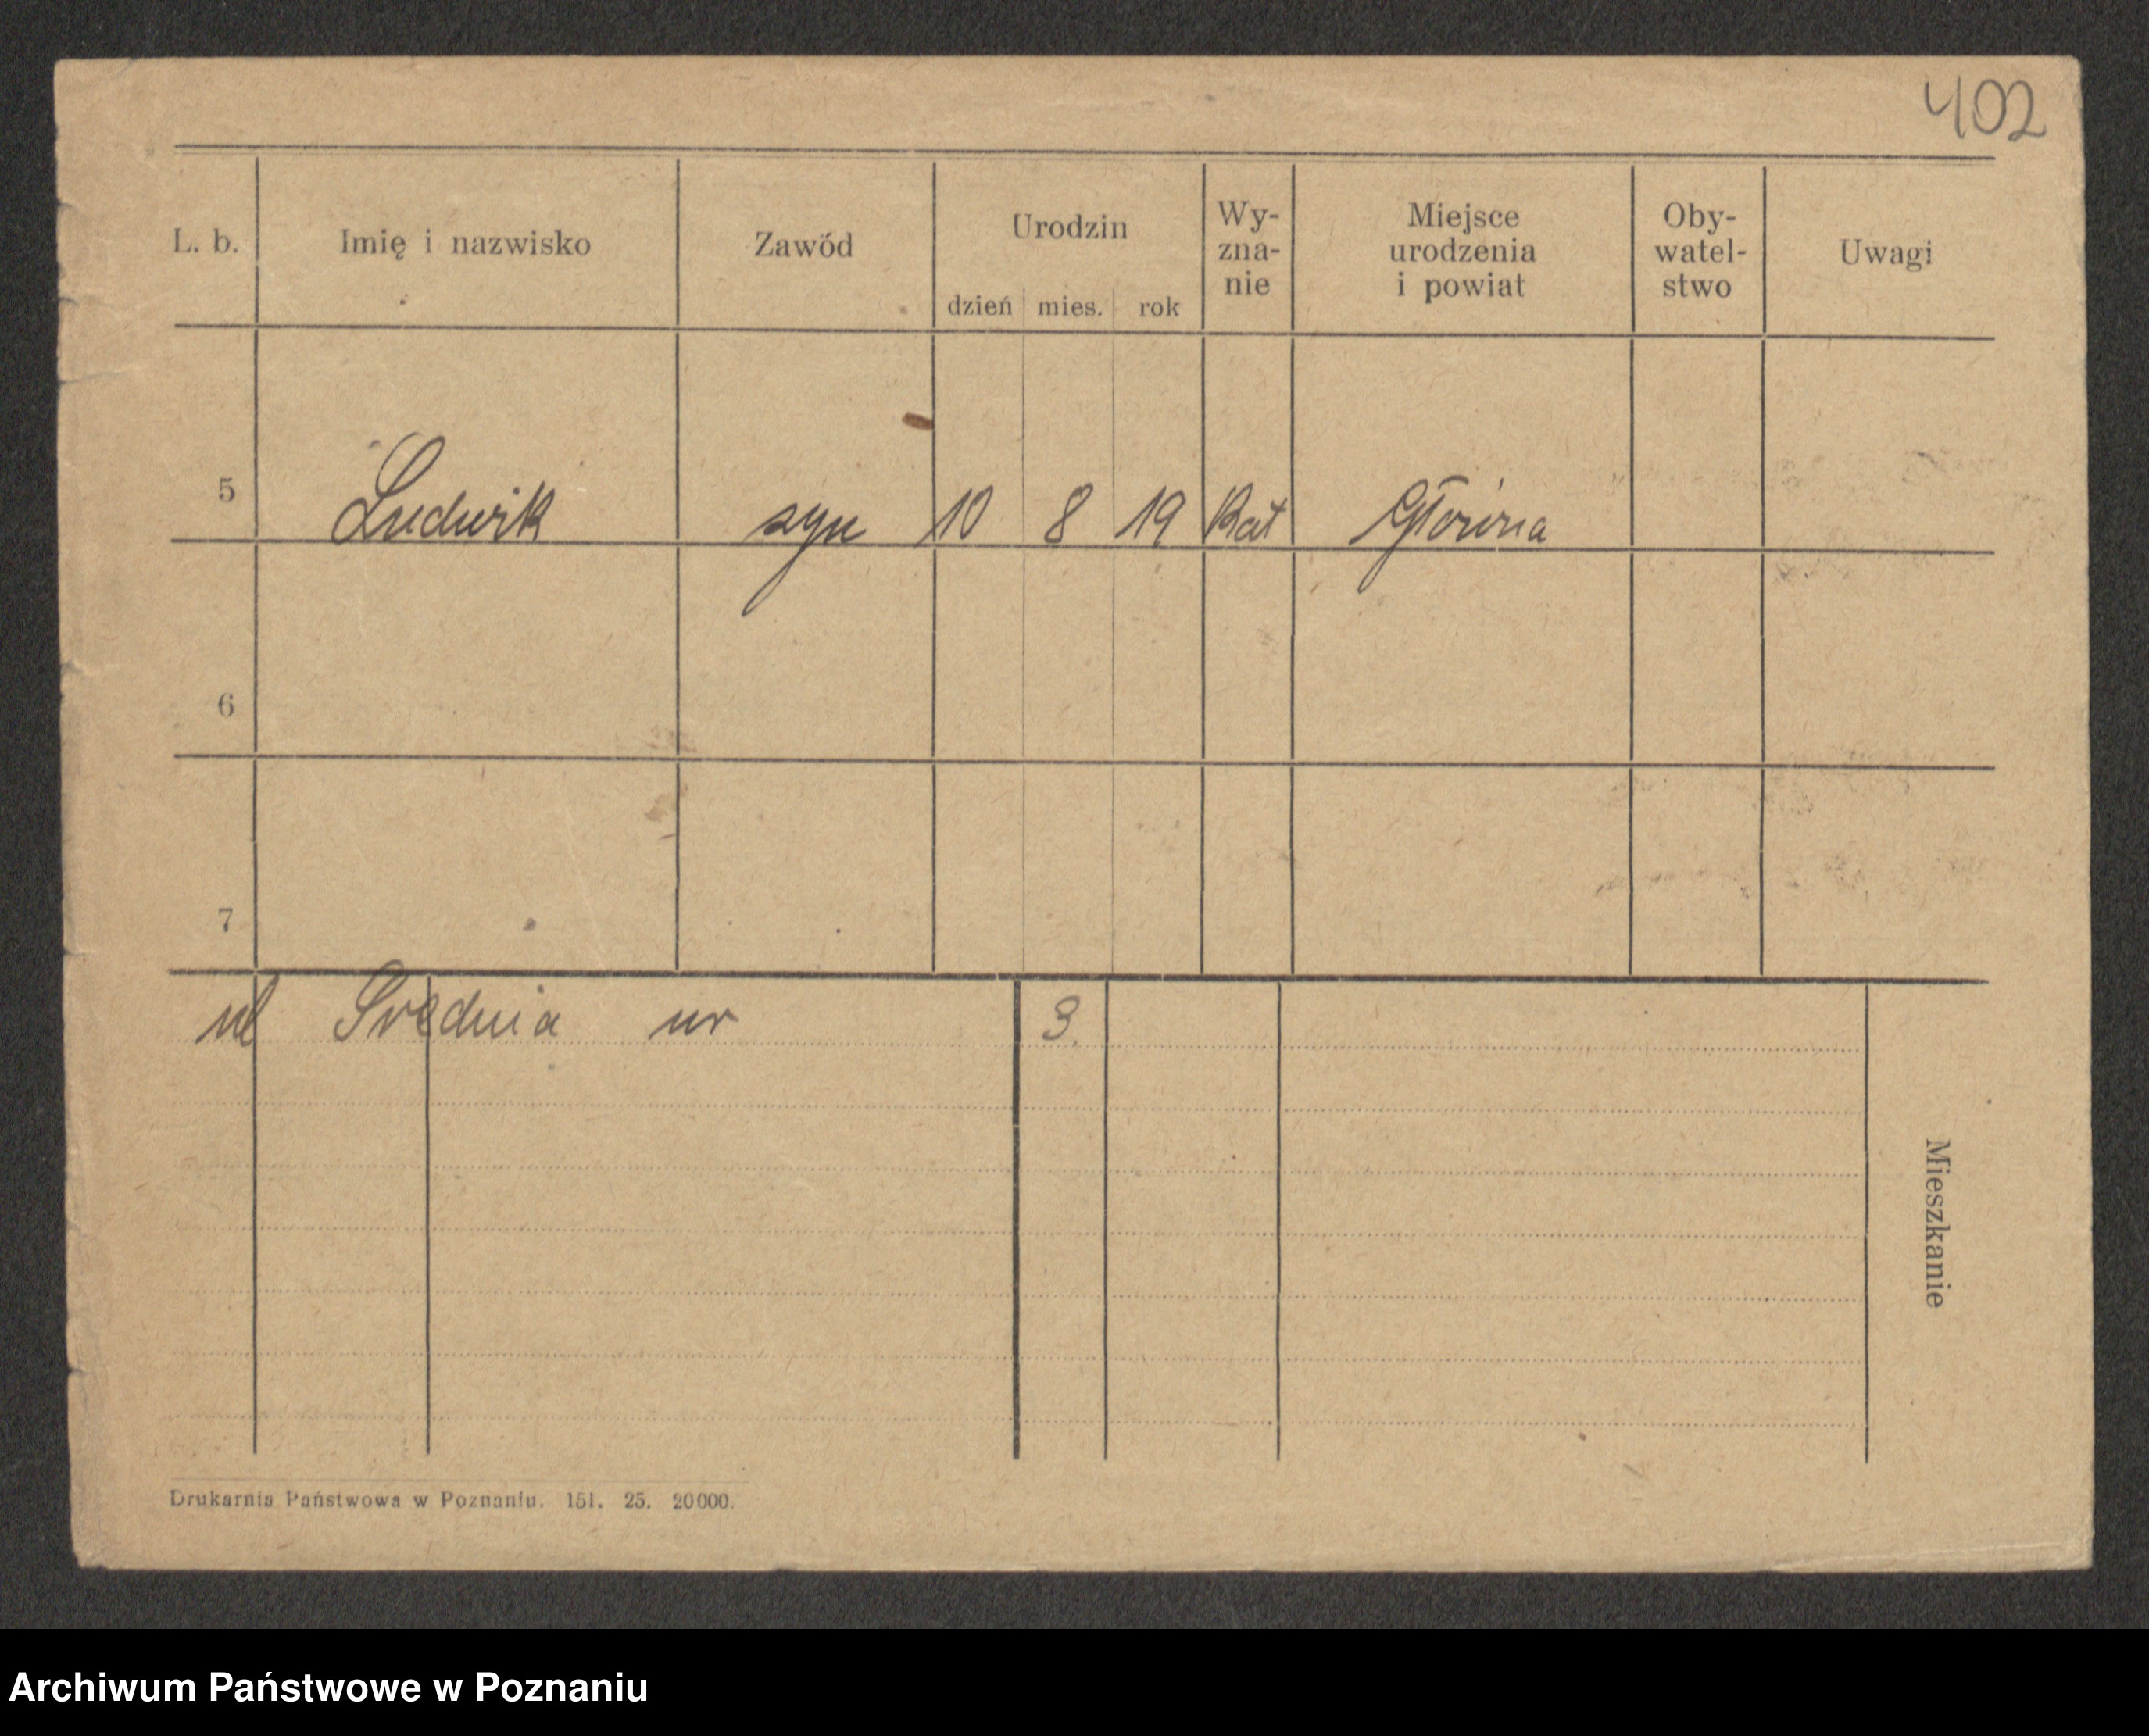 402
L. b. Imię i nazwisko Zawód Urodzin Wy-zna-nie Miejsce urodzenia i powiat Oby-watel-stwo Uwagi
dzień mies. rok
5 Ludwik syn 10 8 19 Kat Główna
6
7
ul Srednia nr 3.
Mieszkanie
Drukarnia Państwowa w Poznaniu. 151. 25. 20000.
Archiwum Państwowe w Poznaniu